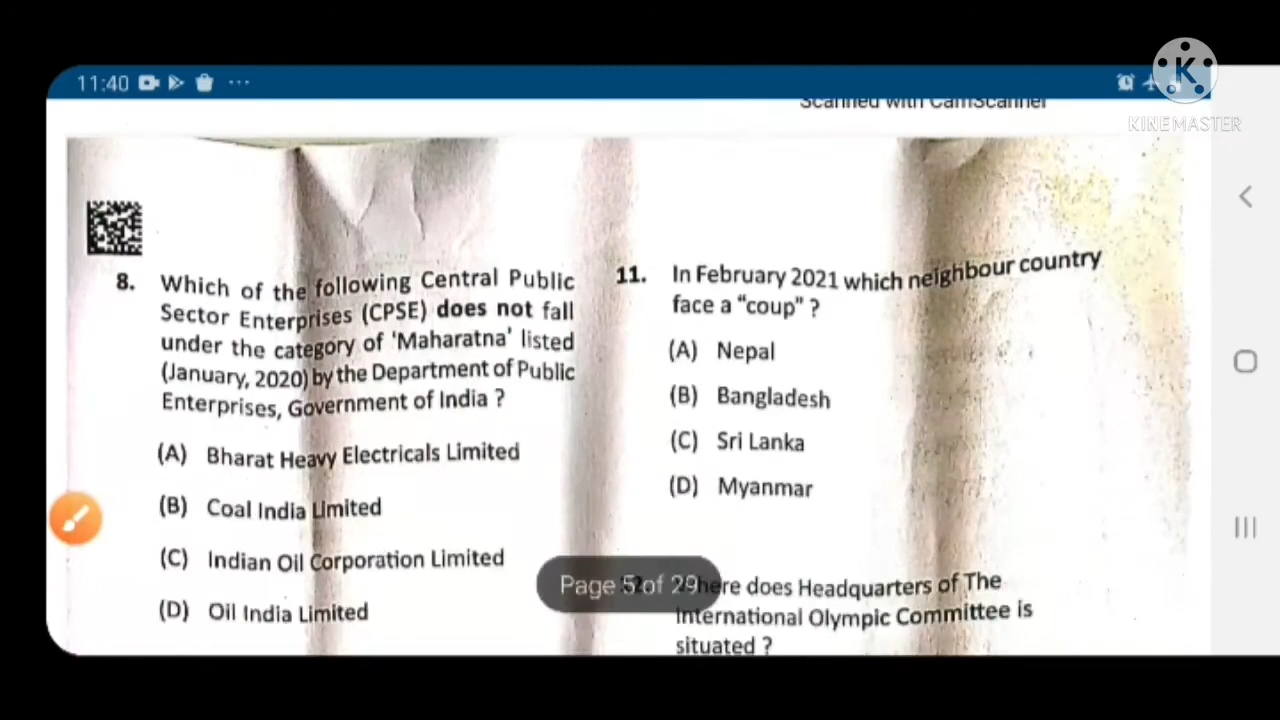 11:40
Scanned with CamScanner
KINEMASTER
8. Which of the following Central Public
Sector Enterprises (CPSE) does not fall
under the category of 'Maharatna' listed
(January, 2020) by the Department of Public
Enterprises, Government of India ?
(A) Bharat Heavy Electricals Limited
(B) Coal India Limited
(C) Indian Oil Corporation Limited
(D) Oil India Limited
11. In February 2021 which neighbour country
face a "coup" ?
(A) Nepal
(B) Bangladesh
(C) Sri Lanka
(D) Myanmar
Page 5 of 29
does Headquarters of The
International Olympic Committee is
situated ?